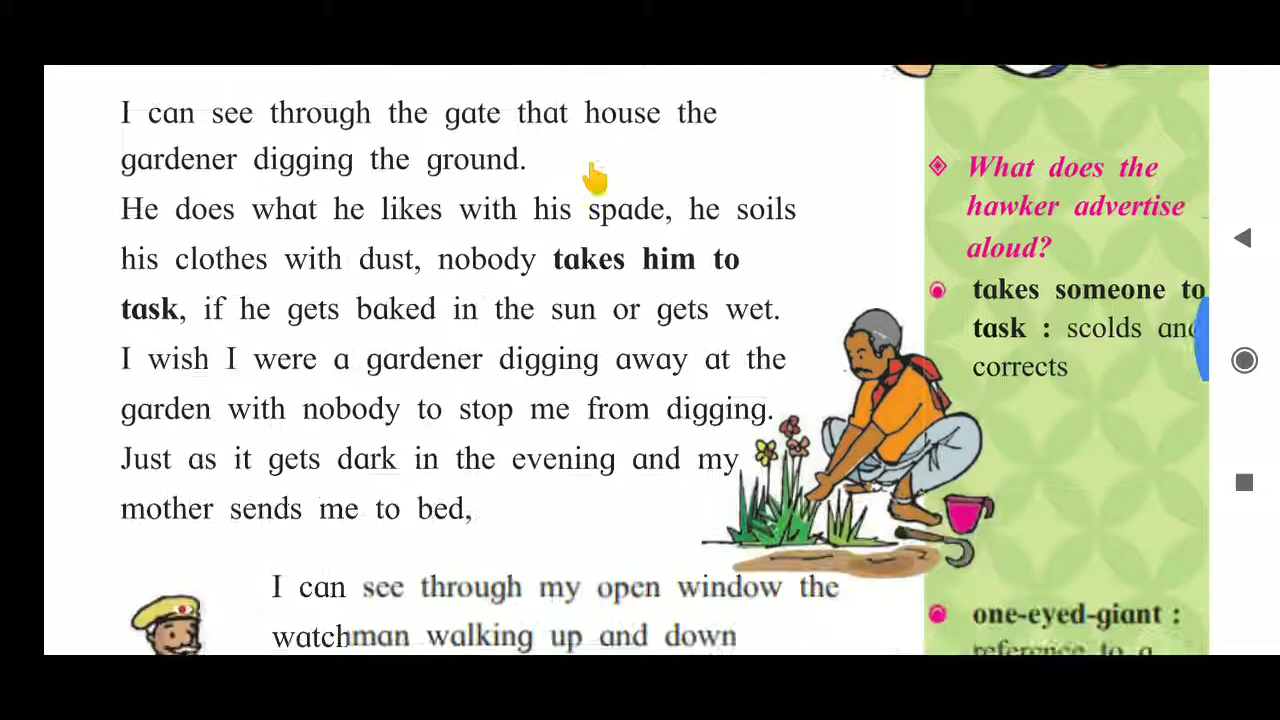 I can see through the gate that house the
gardener digging the ground.
He does what he likes with his spade, he soils
his clothes with dust, nobody takes him to
task, if he gets baked in the sun or gets wet.
I wish I were a gardener digging away at the
garden with nobody to stop me from digging.
Just as it gets dark in the evening and my
mother sends me to bed,
I can see through my open window the
watchman walking up and down
What does the
hawker advertise
aloud?
takes someone to
task : scolds and
corrects
one-eyed-giant :
reference to a